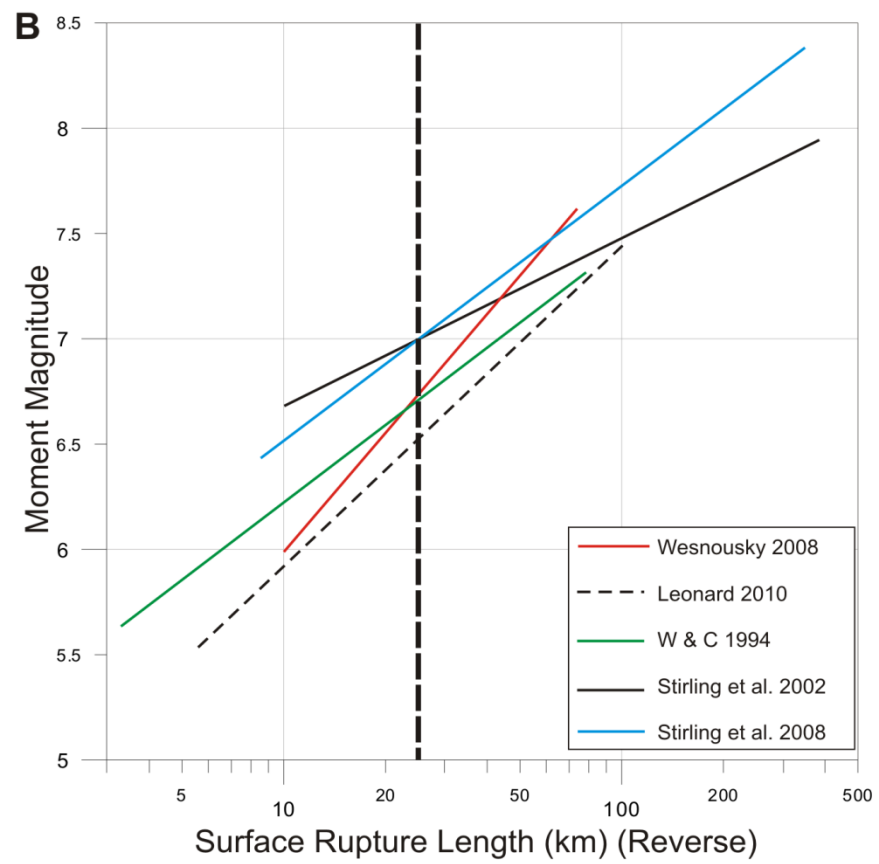 B
8.5
8
7.5
7
6.5
6
5.5
5
Moment Magnitude
Wesnousky 2008
Leonard 2010
W & C 1994
Stirling et al. 2002
Stirling et al. 2008
5 10 20 50 100 200 500
Surface Rupture Length (km) (Reverse)